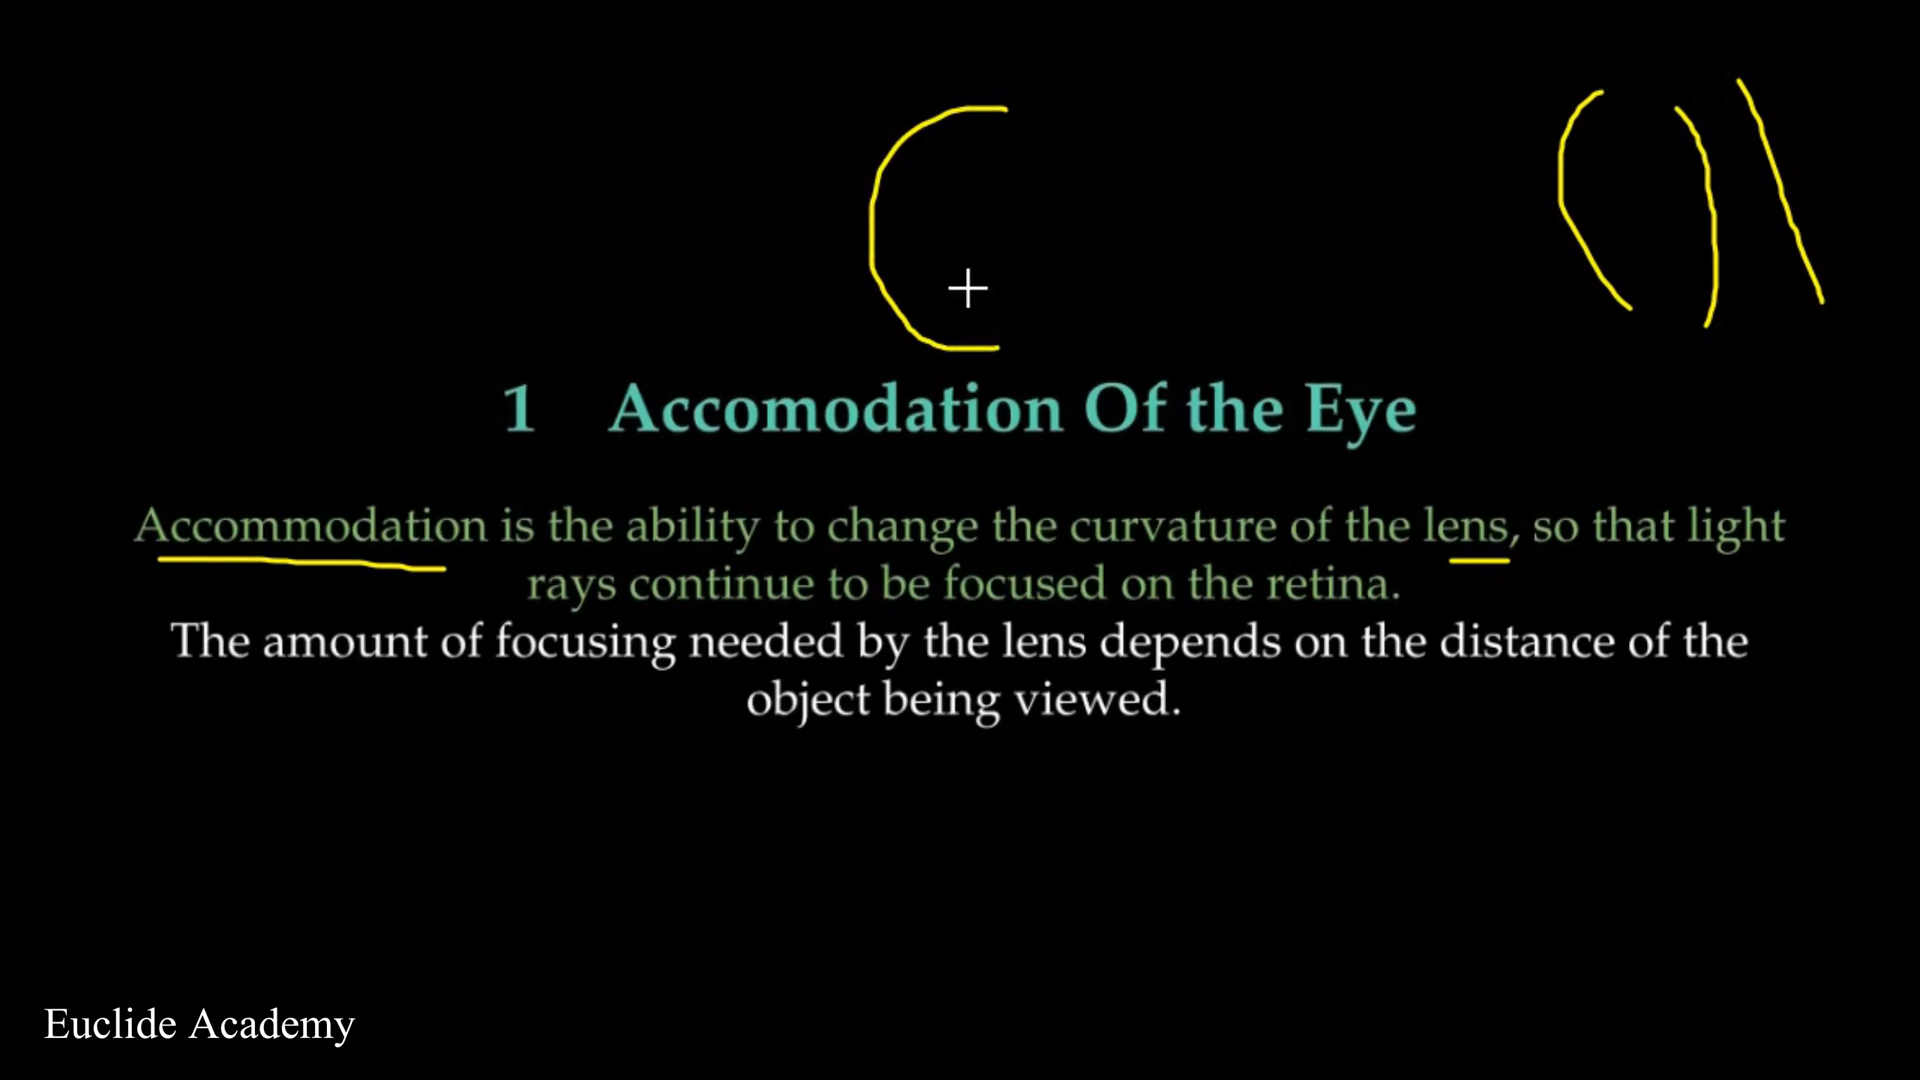 1 Accomodation Of the Eye
Accommodation is the ability to change the curvature of the lens, so that light
rays continue to be focused on the retina.
The amount of focusing needed by the lens depends on the distance of the
object being viewed.
Euclide Academy